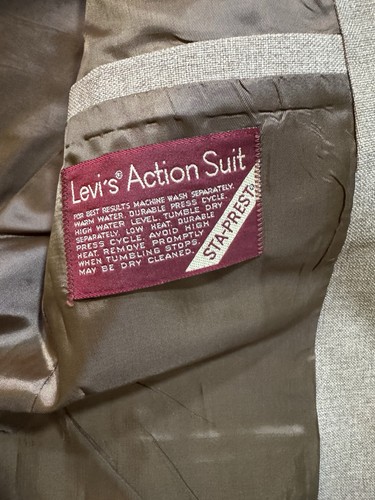 Levi's® Action Suit
FOR BEST RESULTS MACHINE WASH SEPARATELY.
WARM WATER. DURABLE PRESS CYCLE.
HIGH WATER LEVEL. TUMBLE DRY
SEPARATELY. LOW HEAT. DURABLE
PRESS CYCLE. AVOID HIGH
HEAT. REMOVE PROMPTLY
WHEN TUMBLING STOPS.
MAY BE DRY CLEANED.
STA-PREST®